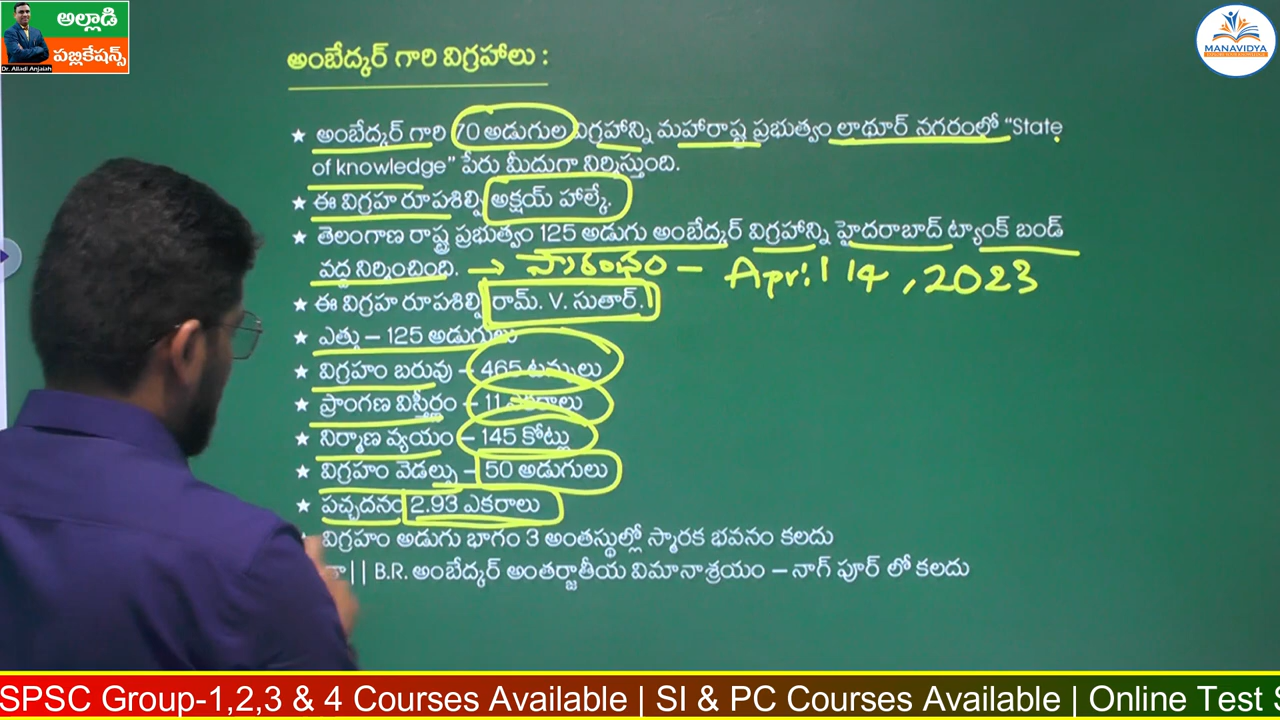 అల్లాడి
పబ్లికేషన్స్
Dr. Alladi Anjaiah
MANAVIDYA
అంబేద్కర్ గారి విగ్రహాలు :
★ అంబేద్కర్ గారి 70 అడుగుల విగ్రహాన్ని మహారాష్ట్ర ప్రభుత్వం లాథూర్ నగరంలో “State
of knowledge” పేరు మీదుగా నిర్మిస్తుంది.
★ ఈ విగ్రహ రూపశిల్పి అక్షయ్ హాల్కే.
★ తెలంగాణ రాష్ట్ర ప్రభుత్వం 125 అడుగు అంబేద్కర్ విగ్రహాన్ని హైదరాబాద్ ట్యాంక్ బండ్
వద్ద నిర్మించింది. → ప్రారంభం – April 14, 2023
★ ఈ విగ్రహ రూపశిల్పి రామ్. V. సుతార్.
★ ఎత్తు – 125 అడుగులు
★ విగ్రహం బరువు – 465 టన్నులు
★ ప్రాంగణ విస్తీర్ణం – 11 ఎకరాలు
★ నిర్మాణ వ్యయం – 145 కోట్లు
★ విగ్రహం వెడల్పు – 50 అడుగులు
★ పచ్చదనం 2.93 ఎకరాలు
విగ్రహం అడుగు భాగం 3 అంతస్థుల్లో స్మారక భవనం కలదు
|| B.R. అంబేద్కర్ అంతర్జాతీయ విమానాశ్రయం – నాగ్ పూర్ లో కలదు
SPSC Group-1,2,3 & 4 Courses Available | SI & PC Courses Available | Online Test S